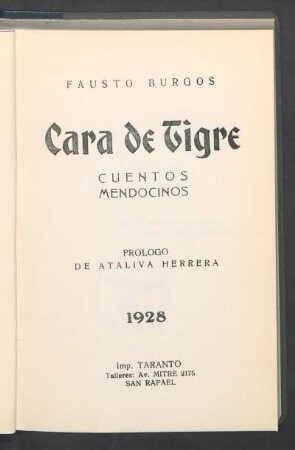 FAUSTO BURGOS
Cara de Tigre
CUENTOS
MENDOCINOS
PROLOGO
DE ATALIVA HERRERA
1928
Imp. TARANTO
Talleres: Av. MITRE 2175
SAN RAFAEL